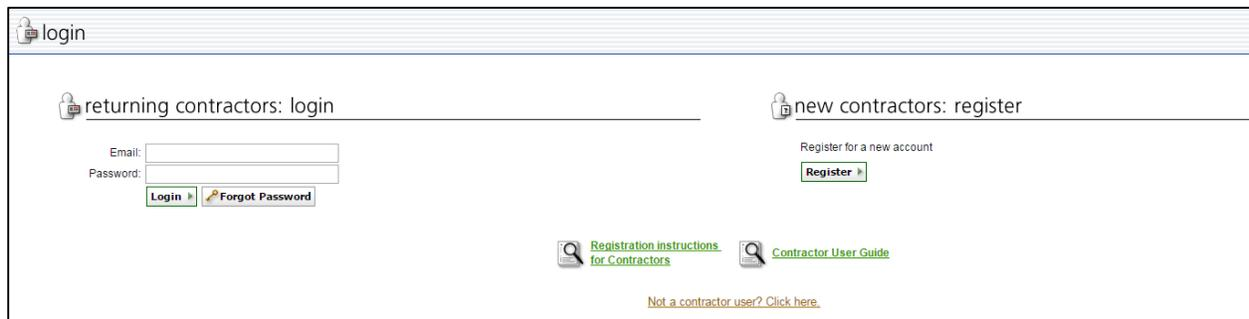 login
returning contractors: login
Email:
Password:
Login
Forgot Password
new contractors: register
Register for a new account
Register
Registration instructions
for Contractors
Contractor User Guide
Not a contractor user? Click here.